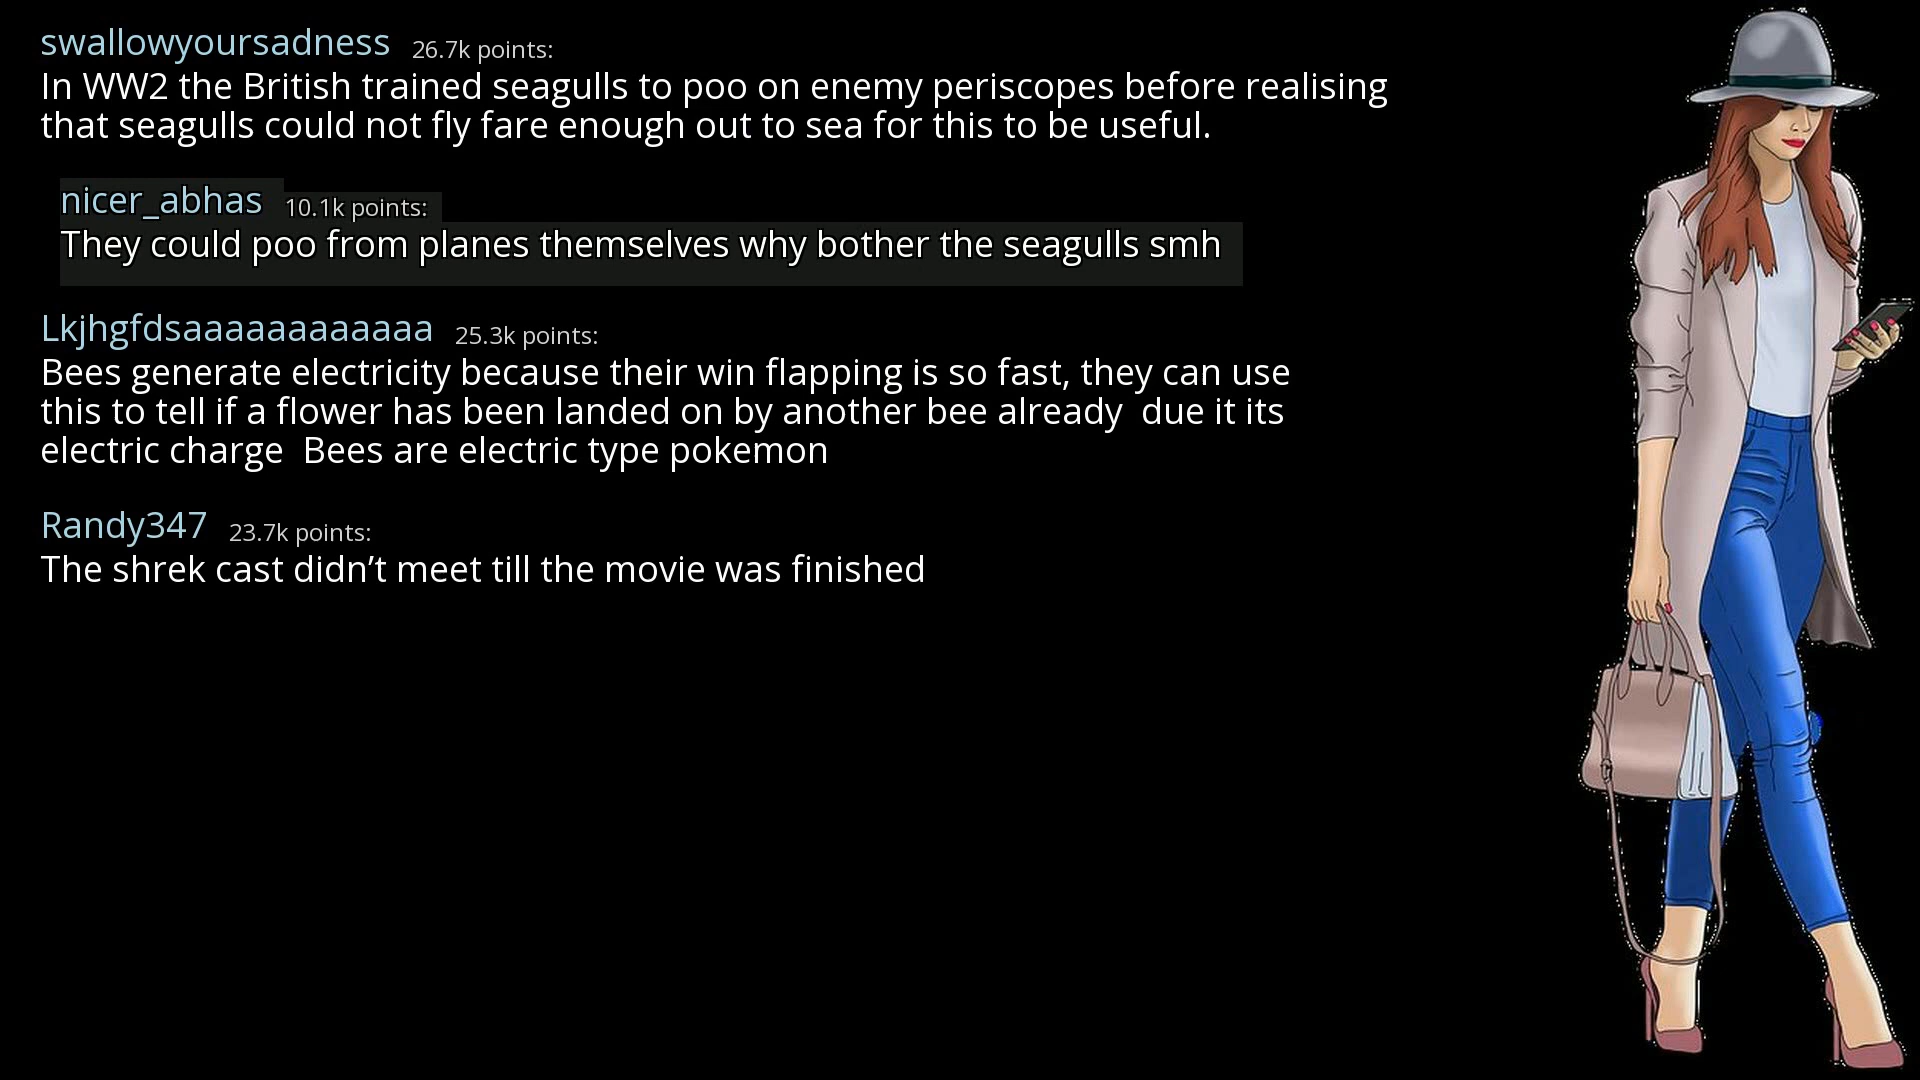 swallowyoursadness 26.7k points:
In WW2 the British trained seagulls to poo on enemy periscopes before realising
that seagulls could not fly fare enough out to sea for this to be useful.
nicer_abhas 10.1k points:
They could poo from planes themselves why bother the seagulls smh
Lkjhgfdsaaaaaaaaaaaaa 25.3k points:
Bees generate electricity because their win flapping is so fast, they can use
this to tell if a flower has been landed on by another bee already  due it its
electric charge  Bees are electric type pokemon
Randy347 23.7k points:
The shrek cast didn’t meet till the movie was finished